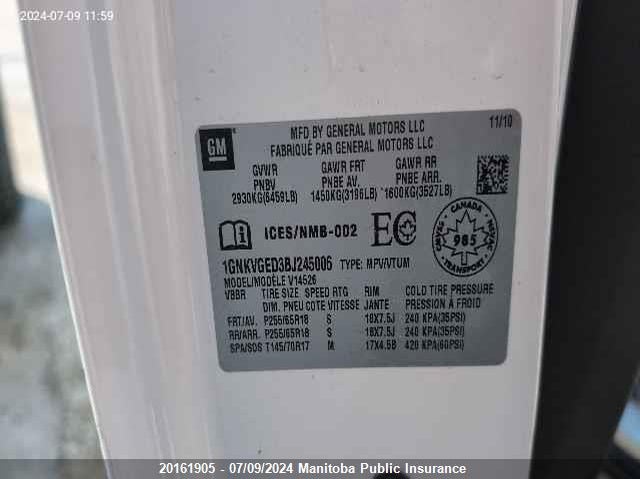 2024-07-09 11:59
GM
MFD BY GENERAL MOTORS LLC 11/10
FABRIQUÉ PAR GENERAL MOTORS LLC
GVWR GAWR FRT GAWR RR
PNBV PNBE AV. PNBE ARR.
2930KG(6459LB) 1450KG(3196LB) 1600KG(3527LB)
ICES/NMB-002 EC
CANADA
985
CMVSS NSVAC
TRANSPORT
1GNKVGED3BJ245006 TYPE: MPV/VTUM
MODEL/MODÈLE V14526
VBBR TIRE SIZE SPEED RTG RIM COLD TIRE PRESSURE
DIM. PNEU COTE VITESSE JANTE PRESSION À FROID
FRT/AV. P255/65R18 S 18X7.5J 240 KPA(35PSI)
RR/ARR. P255/65R18 S 18X7.5J 240 KPA(35PSI)
SPA/SOS T145/70R17 M 17X4.5B 420 KPA(60PSI)
20161905 - 07/09/2024 Manitoba Public Insurance